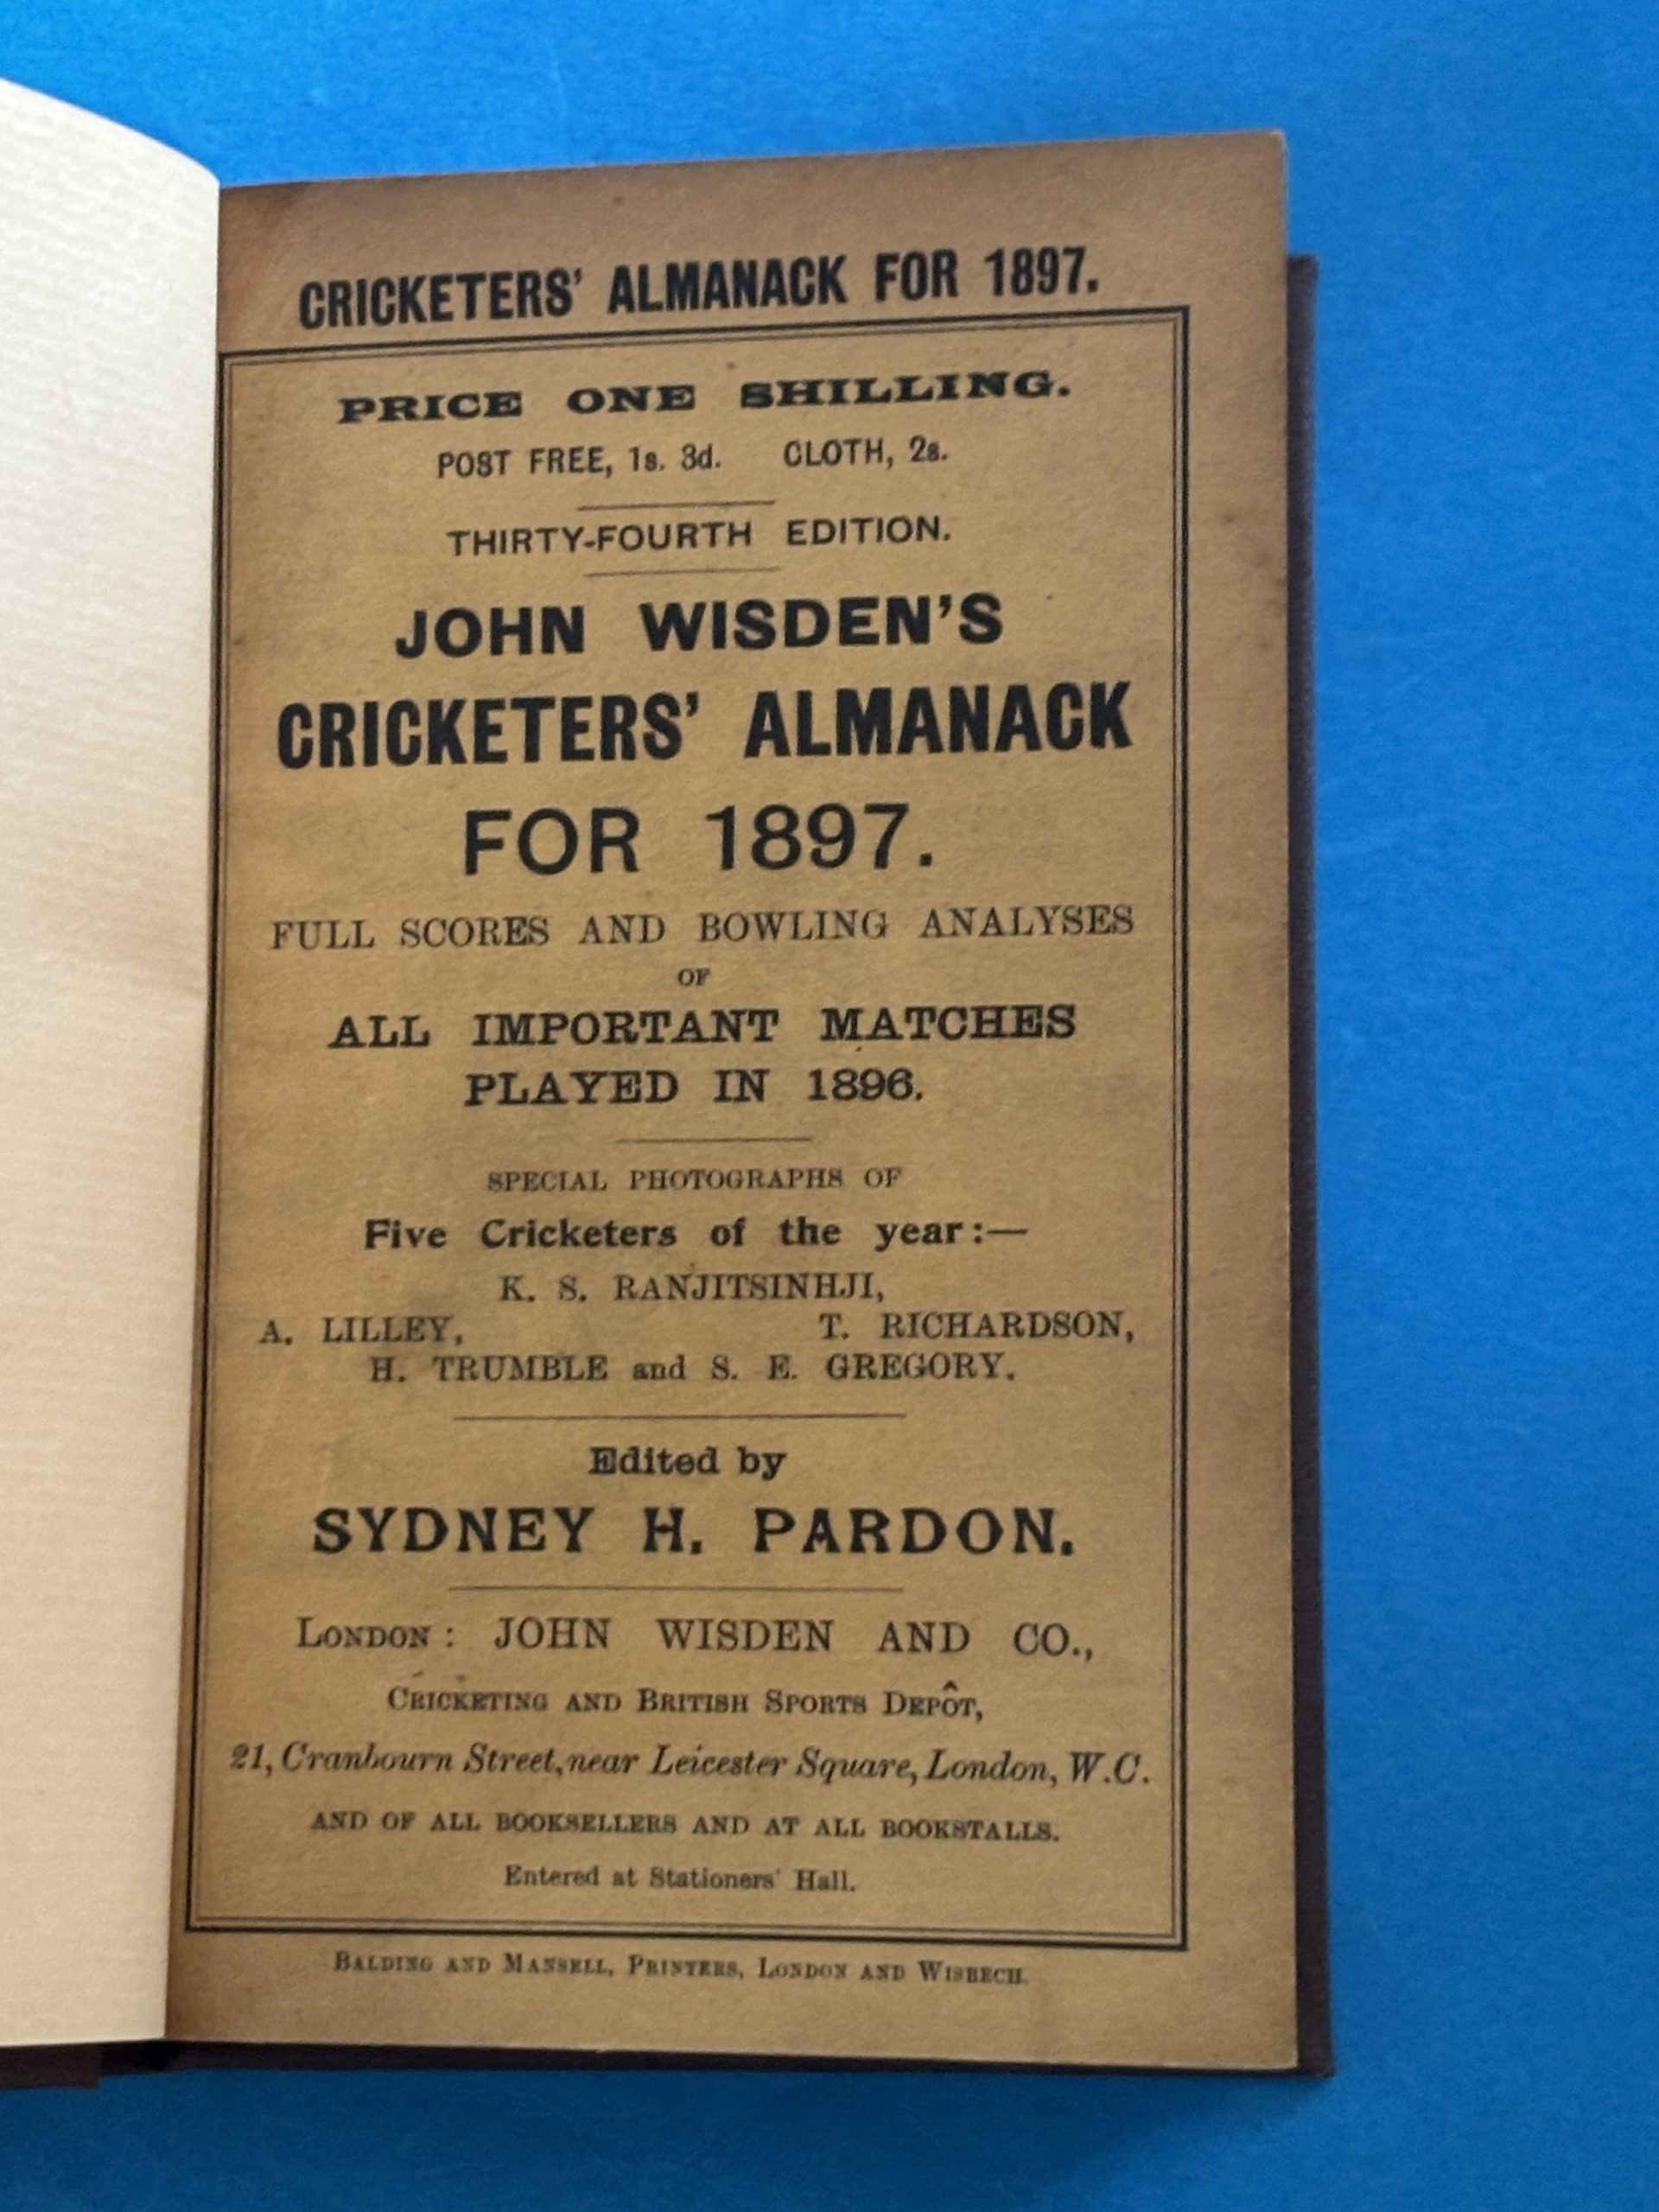 CRICKETERS' ALMANACK FOR 1897.
PRICE ONE SHILLING.
POST FREE, 1s. 3d. CLOTH, 2s.
THIRTY-FOURTH EDITION.
JOHN WISDEN'S
CRICKETERS' ALMANACK
FOR 1897.
FULL SCORES AND BOWLING ANALYSES
OF
ALL IMPORTANT MATCHES
PLAYED IN 1896.
SPECIAL PHOTOGRAPHS OF
Five Cricketers of the year:—
K. S. RANJITSINHJI,
A. LILLEY, T. RICHARDSON,
H. TRUMBLE and S. E. GREGORY.
Edited by
SYDNEY H. PARDON.
LONDON: JOHN WISDEN AND CO.,
CRICKETING AND BRITISH SPORTS DEPÔT,
21, Cranbourn Street, near Leicester Square, London, W.C.
AND OF ALL BOOKSELLERS AND AT ALL BOOKSTALLS.
Entered at Stationers' Hall.
BALDING AND MANSELL, PRINTERS, LONDON AND WISBECH.